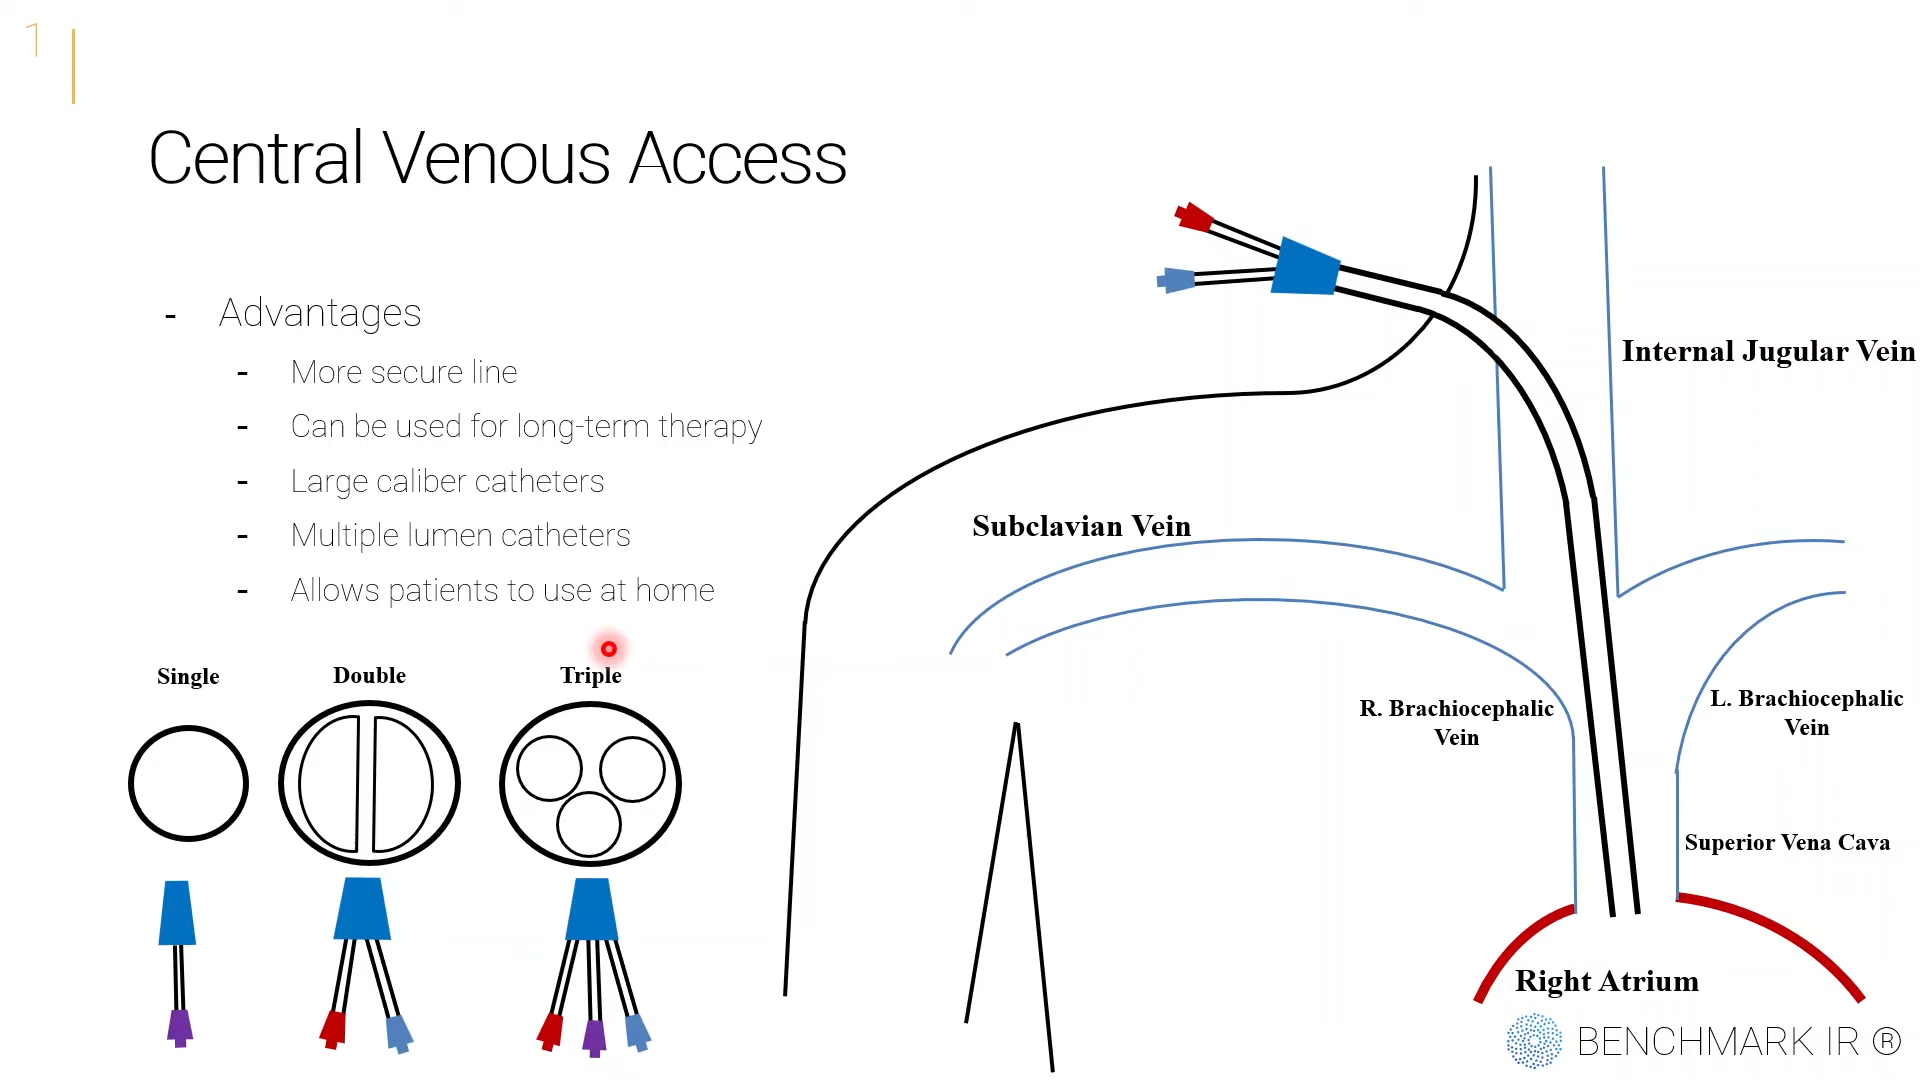 1
Central Venous Access
- Advantages
- More secure line
- Can be used for long-term therapy
- Large caliber catheters
- Multiple lumen catheters
- Allows patients to use at home
Single
Double
Triple
Internal Jugular Vein
Subclavian Vein
R. Brachiocephalic
Vein
L. Brachiocephalic
Vein
Superior Vena Cava
Right Atrium
BENCHMARK IR ®